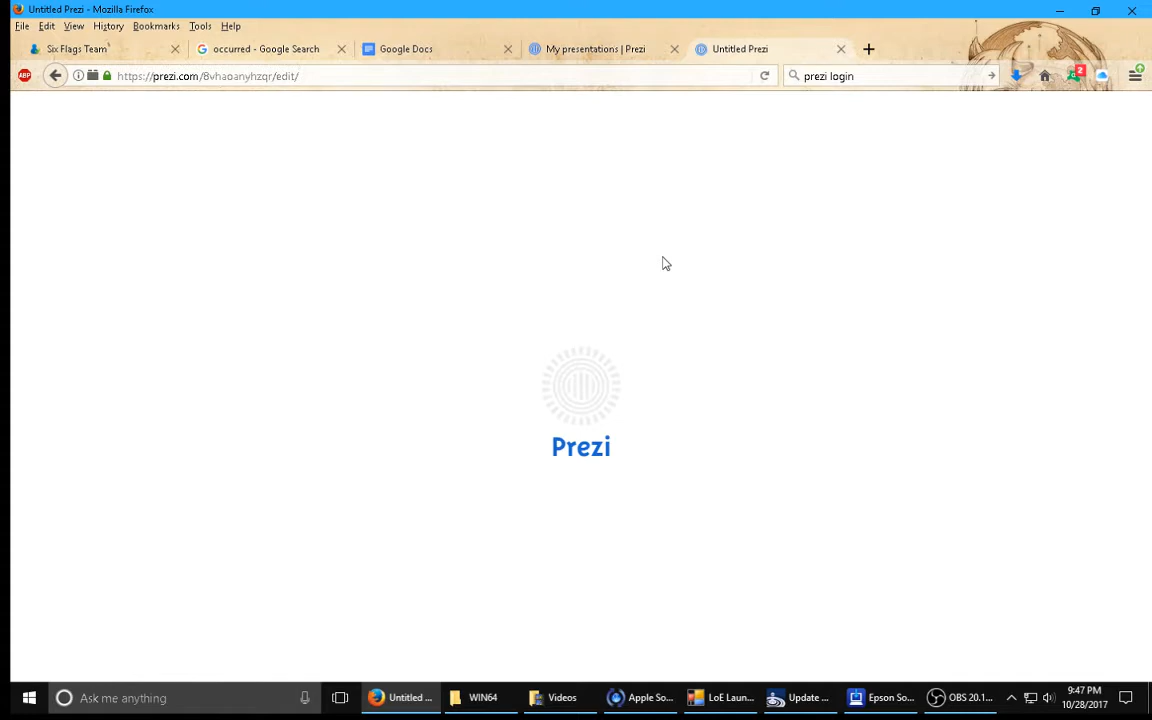 Untitled Prezi - Mozilla Firefox
File Edit View History Bookmarks Tools Help
Six Flags Team
occurred - Google Search
Google Docs
My presentations | Prezi
Untitled Prezi
ABP
https://prezi.com/8vhaoanyhzqr/edit/
prezi login
2
Prezi
Ask me anything
Untitled ...
WIN64
Videos
Apple So...
LoE Laun...
Update ...
Epson So...
OBS 20.1...
9:47 PM
10/28/2017